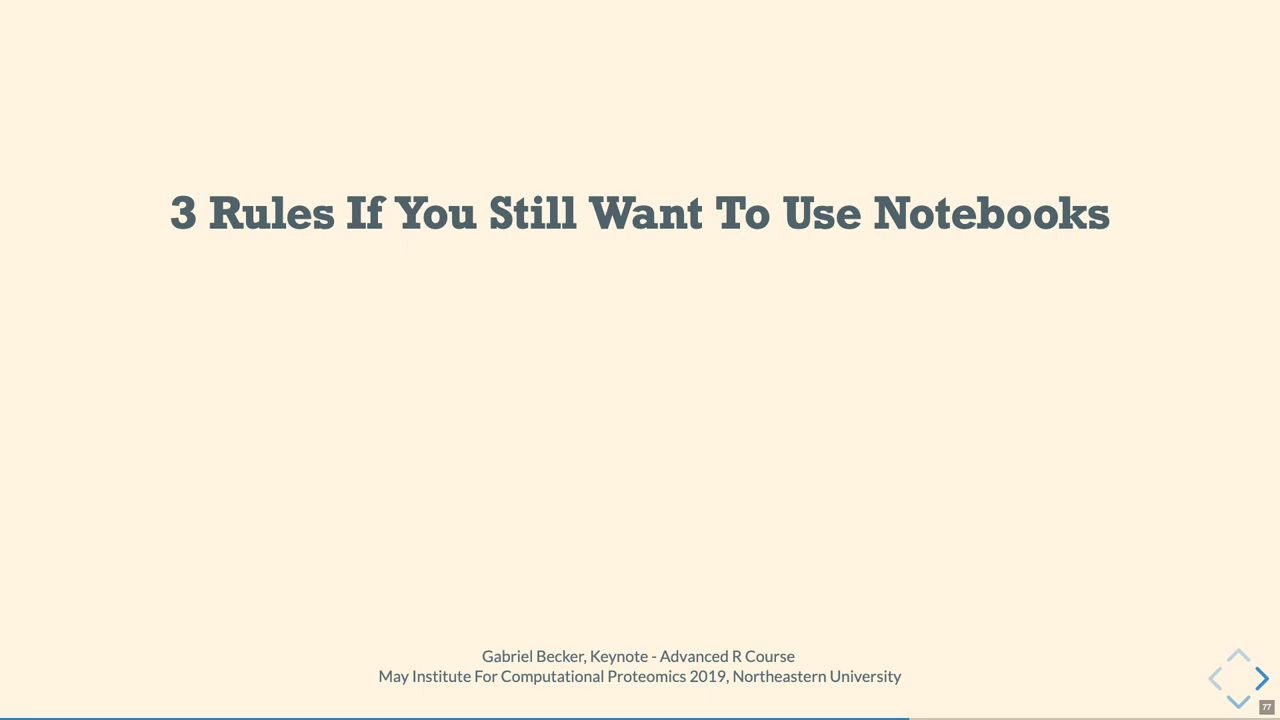 3 Rules If You Still Want To Use Notebooks
Gabriel Becker, Keynote - Advanced R Course
May Institute For Computational Proteomics 2019, Northeastern University
77